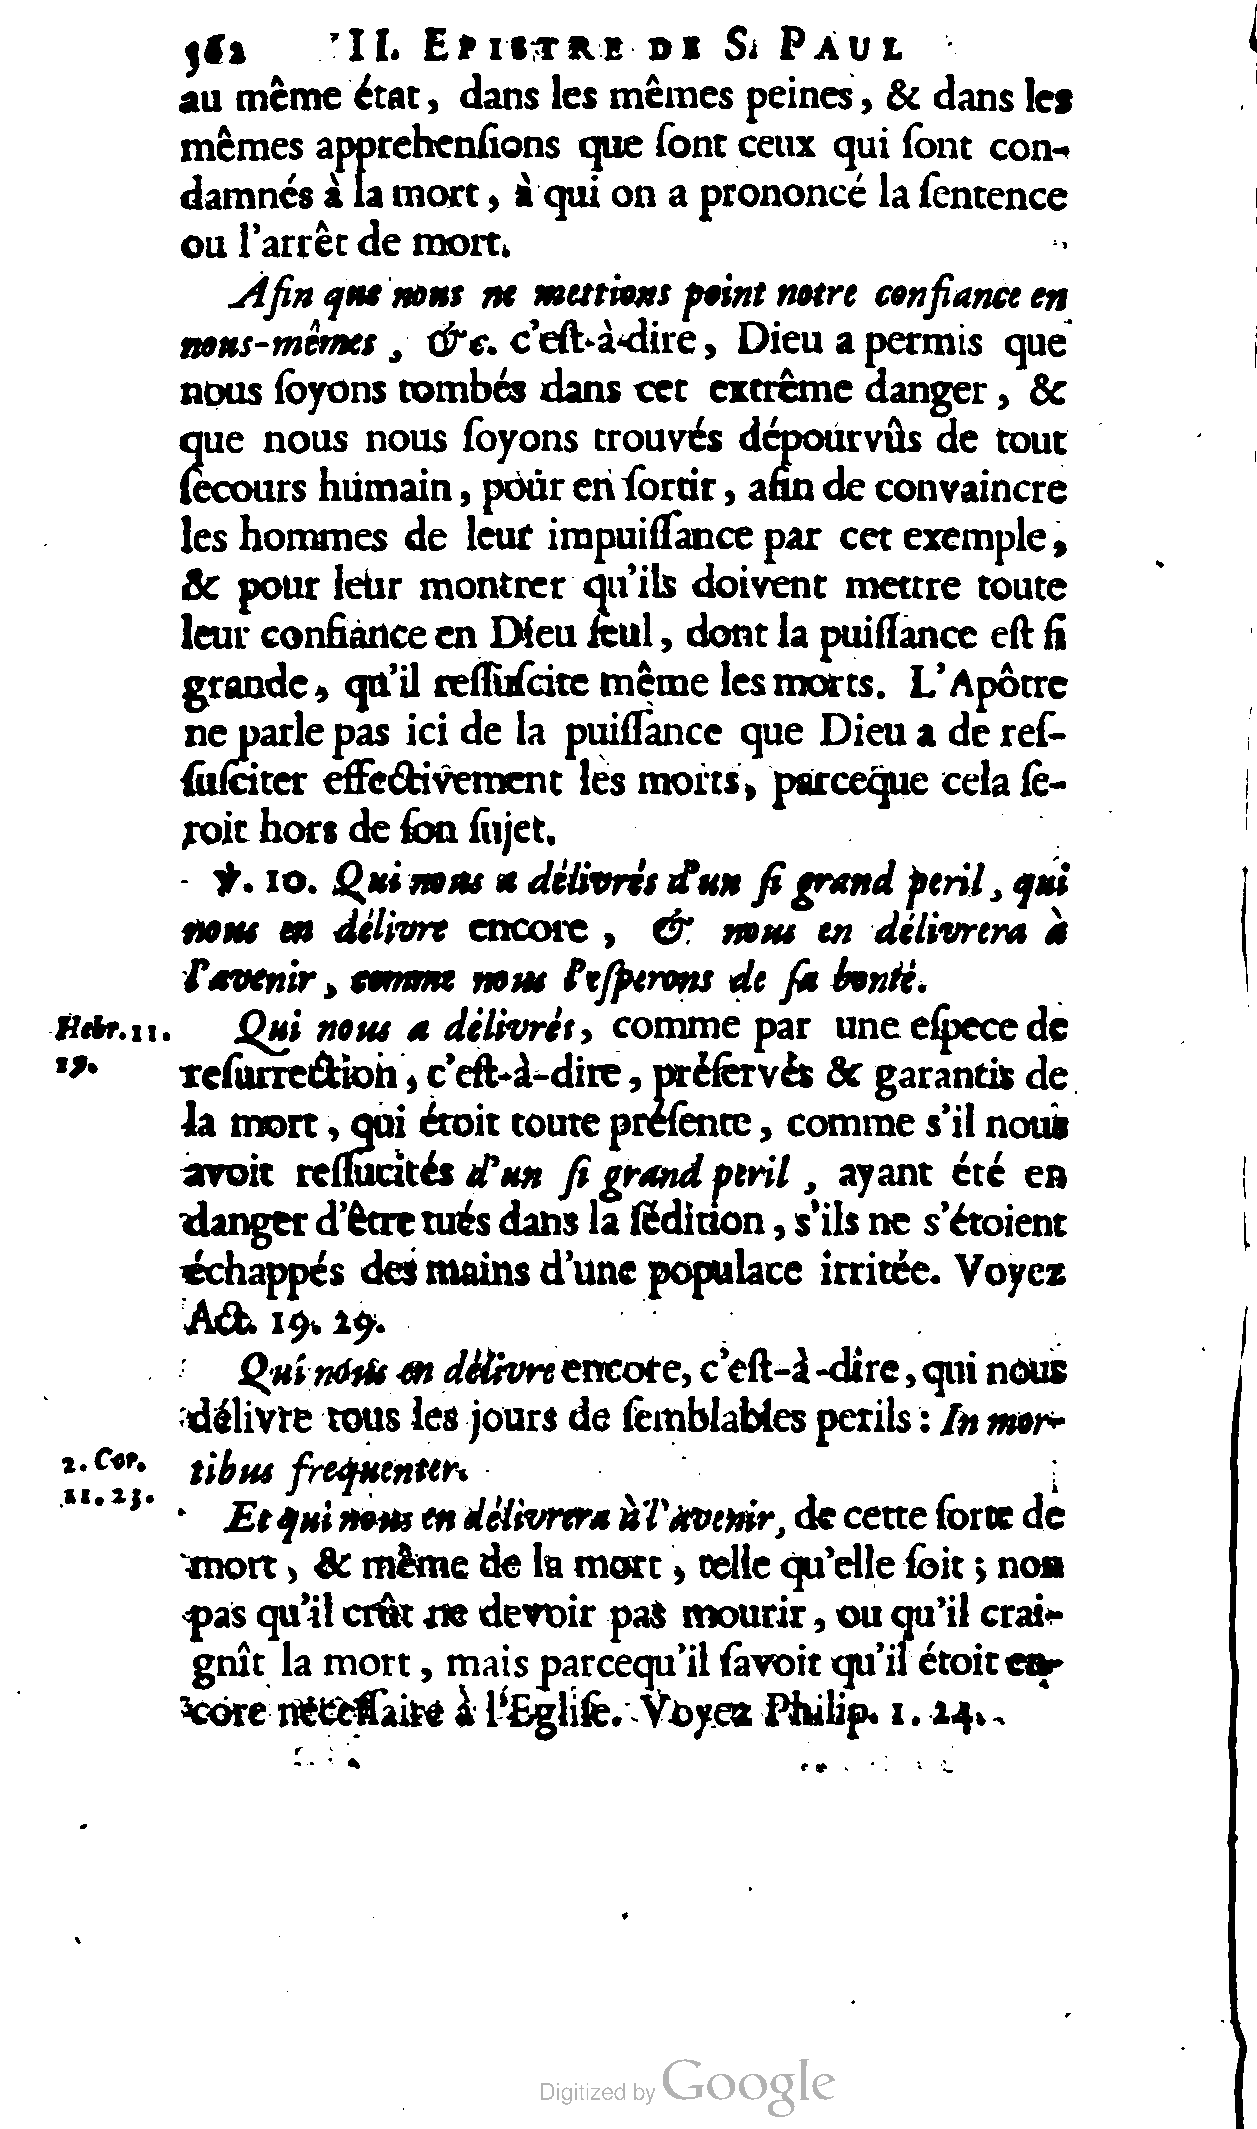 362 II. EPISTRE DE S. PAUL
au même état, dans les mêmes peines, & dans les
mêmes apprehenſions que ſont ceux qui ſont con-
damnés à la mort, à qui on a prononcé la ſentence
ou l'arrêt de mort.
Afin que nous ne mettions point notre confiance en
nous-mêmes, &c. c'eſt-à-dire, Dieu a permis que
nous ſoyons tombés dans cet extrême danger, &
que nous nous ſoyons trouvés dépourvûs de tout
ſecours humain, pour en ſortir, afin de convaincre
les hommes de leur impuiſſance par cet exemple,
& pour leur montrer qu'ils doivent mettre toute
leur confiance en Dieu ſeul, dont la puiſſance eſt ſi
grande, qu'il reſſuſcite même les morts. L'Apôtre
ne parle pas ici de la puiſſance que Dieu a de reſ-
ſuſciter effectivement les morts, parceque cela ſe-
roit hors de ſon ſujet.
℣. 10. Qui nous a délivrés d'un ſi grand peril, qui
nous en délivre encore, & nous en délivrera à
l'avenir, comme nous l'eſperons de ſa bonté.
Hebr. 11. Qui nous a délivrés, comme par une eſpece de
19. reſurrection, c'eſt-à-dire, préſervés & garantis de
la mort, qui étoit toute préſente, comme s'il nous
avoit reſſucités d'un ſi grand peril, ayant été en
danger d'être tués dans la ſédition, s'ils ne s'étoient
échappés des mains d'une populace irritée. Voyez
Act. 19. 29.
Qui nous en délivre encore, c'eſt-à-dire, qui nous
délivre tous les jours de ſemblables perils : In mor-
2. Cor. tibus frequenter.
11. 23. Et qui nous en délivrera à l'avenir, de cette ſorte de
mort, & même de la mort, telle qu'elle ſoit ; non
pas qu'il crût ne devoir pas mourir, ou qu'il crai-
gnît la mort, mais parcequ'il ſavoit qu'il étoit en-
core néceſſaire à l'Egliſe. Voyez Philip. 1. 24.
Digitized by Google